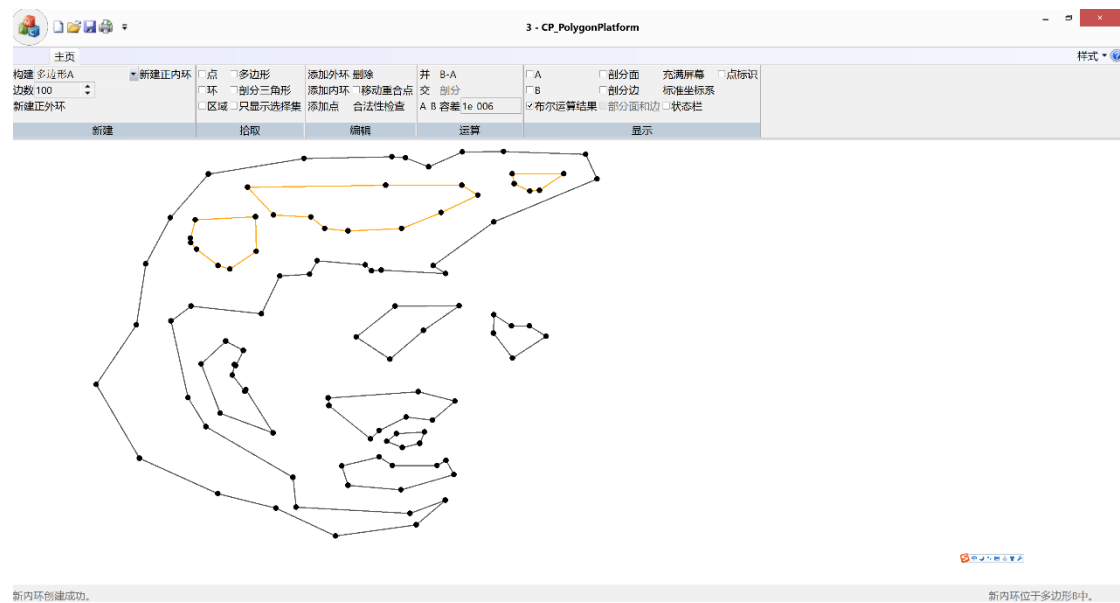 3 - CP_PolygonPlatform
主页
样式
构建 多边形A 新建正内环 点 多边形 添加外环 删除 并 B-A A 剖分面 充满屏幕 点标识
边数 100 环 剖分三角形 添加内环 移动重合点 交 剖分 B 剖分边 标准坐标系
新建正外环 区域 只显示选择集 添加点 合法性检查 A B 容差 1e 006 布尔运算结果 部分面和边 状态栏
新建 拾取 编辑 运算 显示
新内环创建成功。 新内环位于多边形B中。